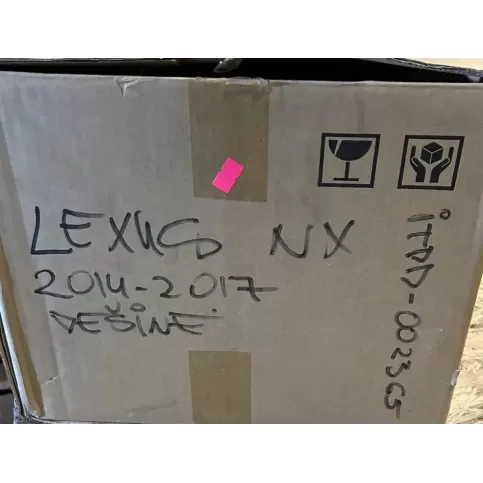 LEXUS NX
2014-2017
DEŠINĖ